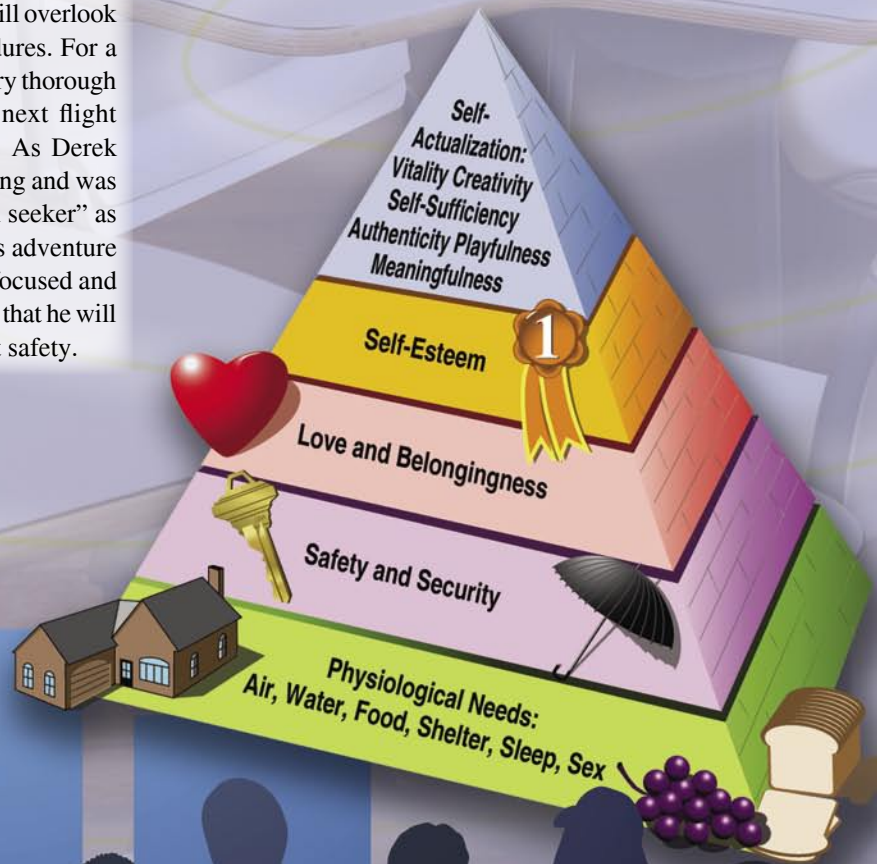 ill overlook
lures. For a
ry thorough
next flight
As Derek
ng and was
seeker” as
s adventure
ocused and
that he will
t safety.
Self-
Actualization:
Vitality Creativity
Self-Sufficiency
Authenticity Playfulness
Meaningfulness
Self-Esteem
1
Love and Belongingness
Safety and Security
Physiological Needs:
Air, Water, Food, Shelter, Sleep, Sex